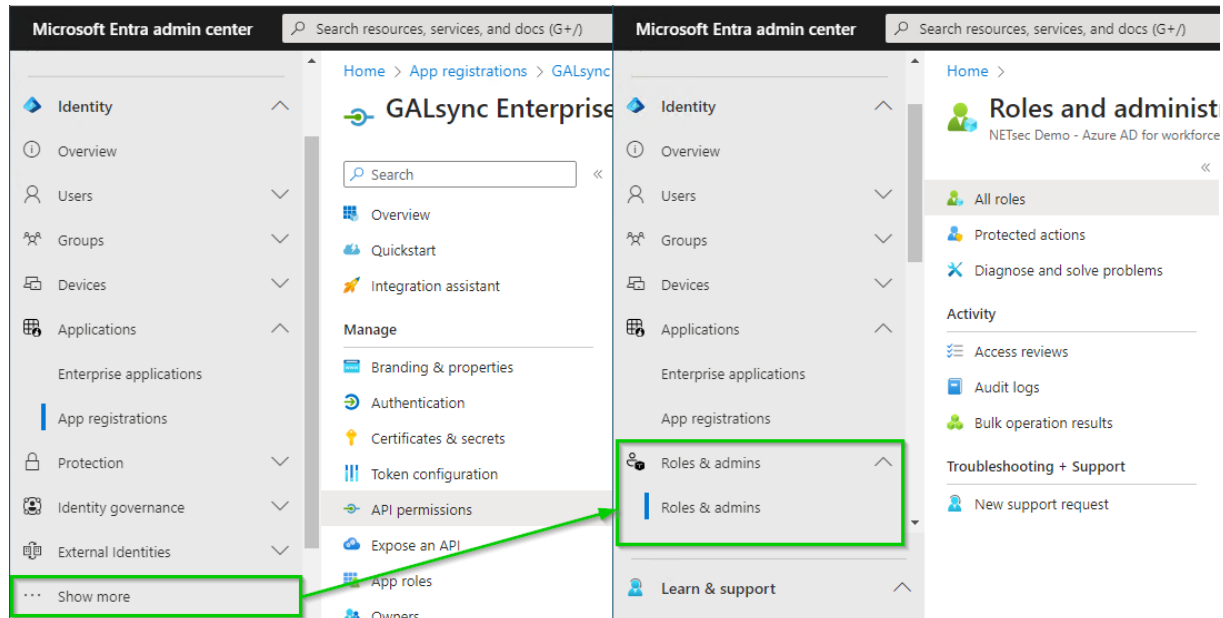 Microsoft Entra admin center
Search resources, services, and docs (G+/)
Identity
Overview
Users
Groups
Devices
Applications
Enterprise applications
App registrations
Protection
Identity governance
External Identities
Show more
Home > App registrations > GALsync
GALsync Enterprise
Search
Overview
Quickstart
Integration assistant
Manage
Branding & properties
Authentication
Certificates & secrets
Token configuration
API permissions
Expose an API
App roles
Owners
Microsoft Entra admin center
Search resources, services, and docs (G+/)
Identity
Overview
Users
Groups
Devices
Applications
Enterprise applications
App registrations
Roles & admins
Roles & admins
Learn & support
Home >
Roles and administ
NETsec Demo - Azure AD for workforce
All roles
Protected actions
Diagnose and solve problems
Activity
Access reviews
Audit logs
Bulk operation results
Troubleshooting + Support
New support request